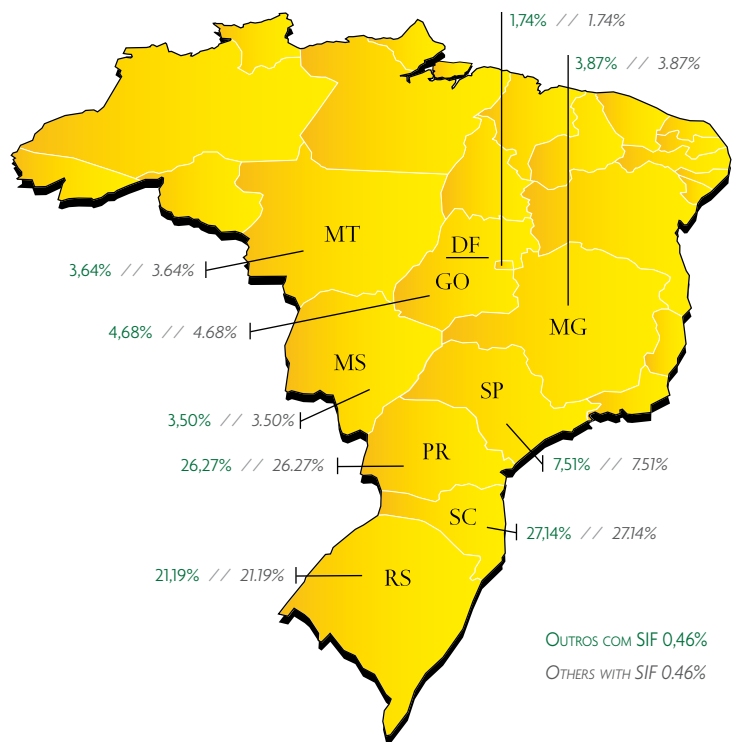 1,74% // 1.74%
3,87% // 3.87%
MT
DF
3,64% // 3.64%
GO
4,68% // 4.68%
MG
MS
SP
3,50% // 3.50%
PR
26,27% // 26.27%
7,51% // 7.51%
SC
27,14% // 27.14%
21,19% // 21.19%
RS
Outros com SIF 0,46%
Others with SIF 0.46%